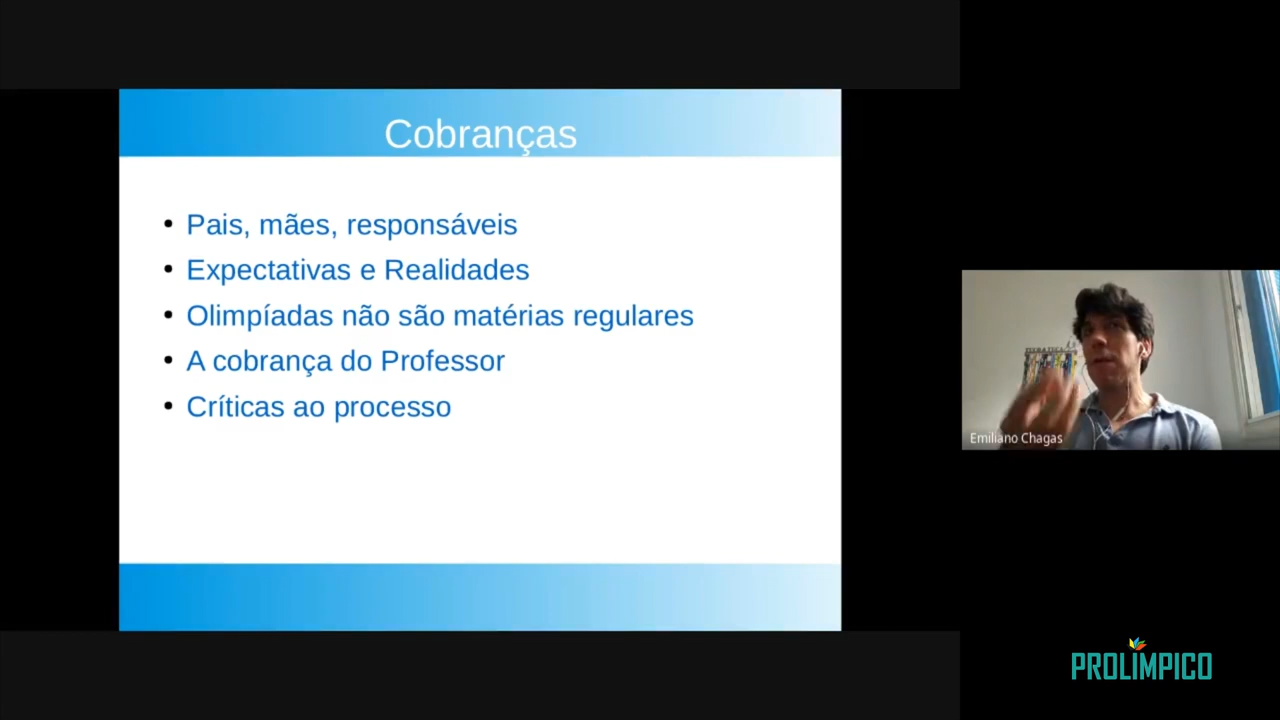 Cobranças
Pais, mães, responsáveis
Expectativas e Realidades
Olimpíadas não são matérias regulares
A cobrança do Professor
Críticas ao processo
Emiliano Chagas
PROLÍMPICO